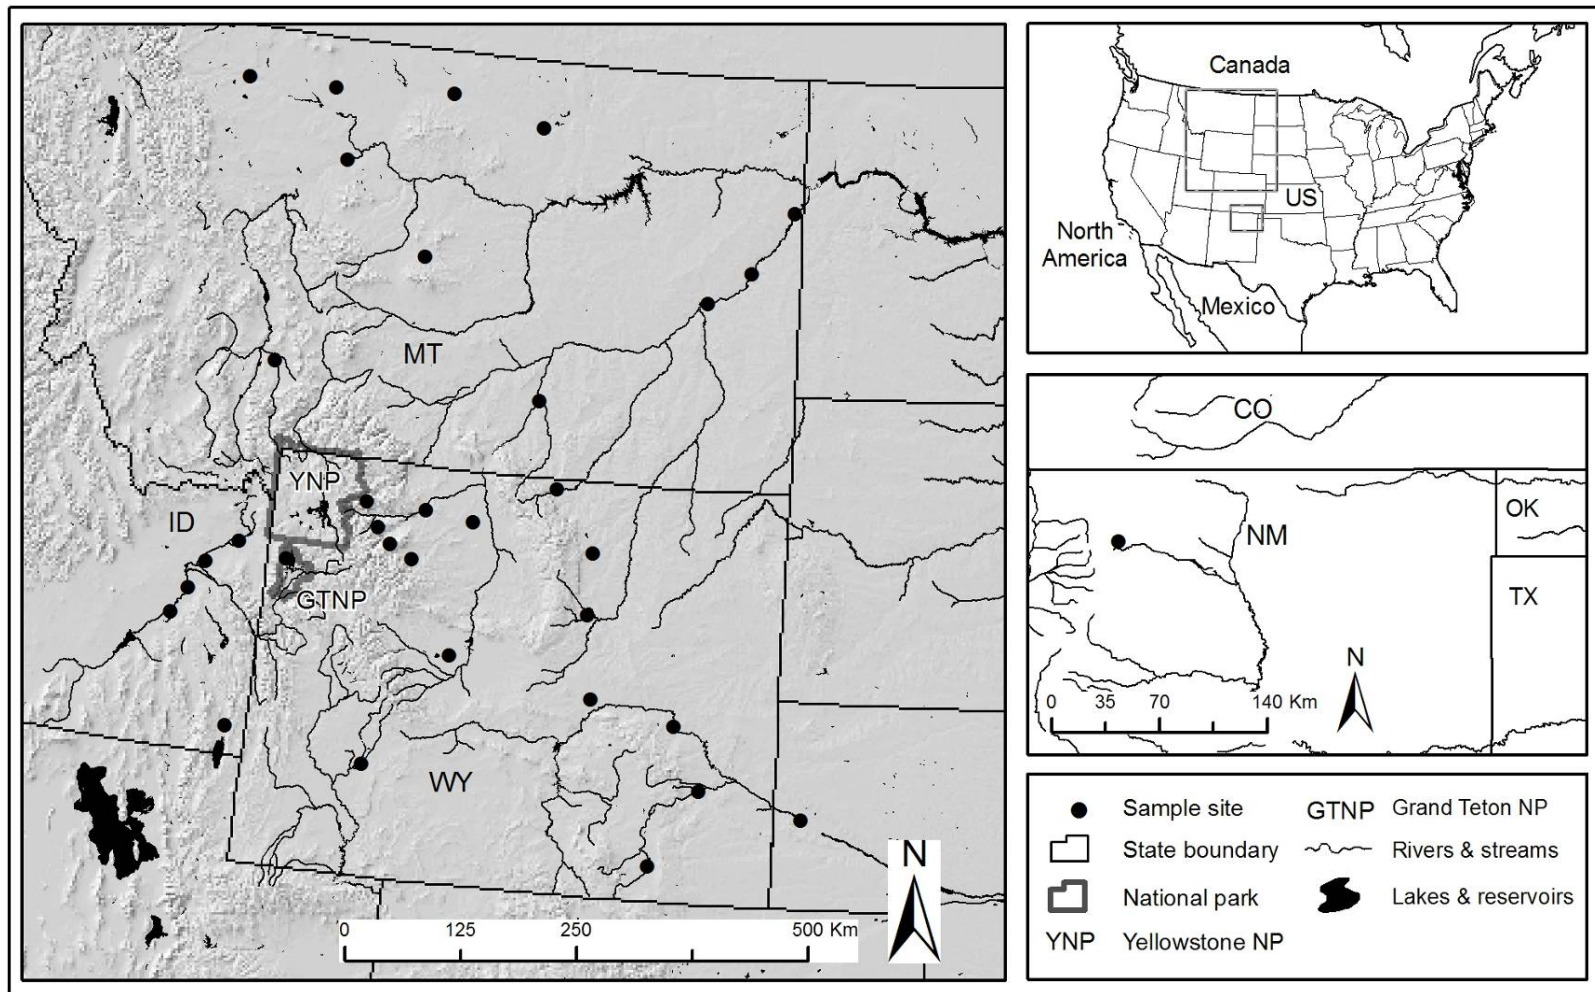 MT
YNP
ID
GTNP
WY
N
0 125 250 500 Km
Canada
US
North
America
Mexico
CO
OK
NM
TX
N
0 35 70 140 Km
Sample site
GTNP Grand Teton NP
State boundary
Rivers & streams
National park
Lakes & reservoirs
YNP Yellowstone NP